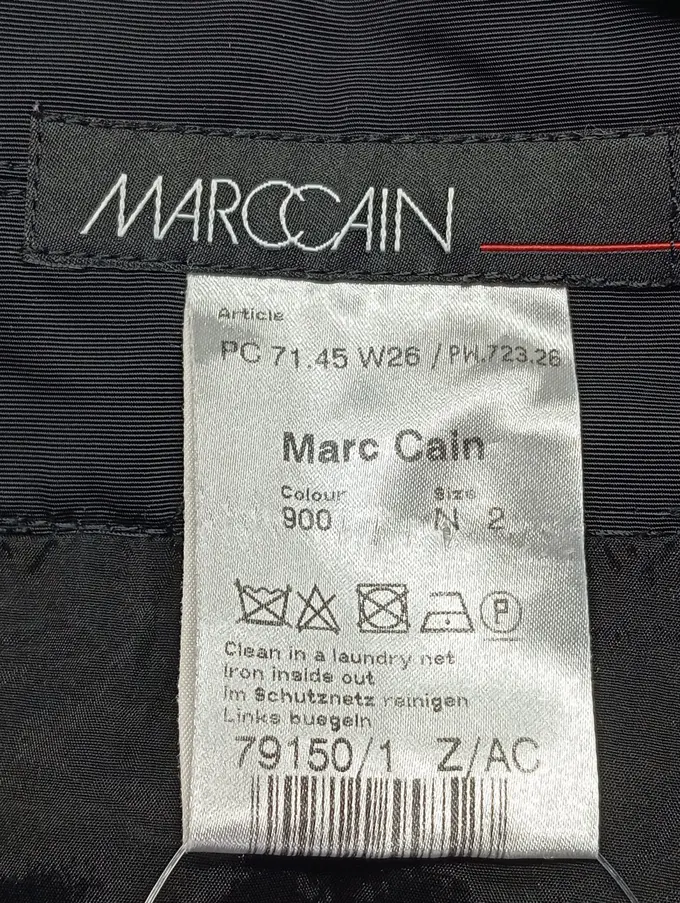 MARCCAIN
Article
PC 71.45 W26 / PW.723.26
Marc Cain
Colour Size
900 N 2
P
Clean in a laundry net
Iron inside out
Im Schutznetz reinigen
Links buegeln
79150/1 Z/AC